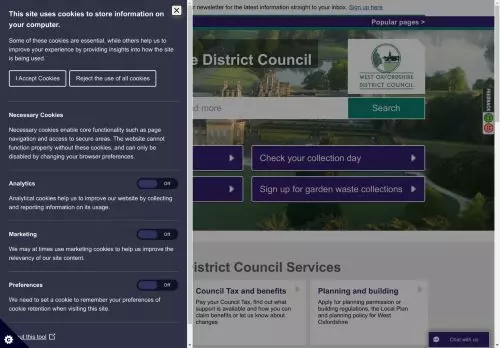 This site uses cookies to store information on
your computer.
r newsletter for the latest information straight to your inbox. Sign up here
Popular pages >
Some of these cookies are essential, while others help us to
improve your experience by providing insights into how the site
is being used.
I Accept Cookies
Reject the use of all cookies
e District Council
WEST OXFORDSHIRE
DISTRICT COUNCIL
d more
Search
FEEDBACK
Necessary Cookies
Necessary cookies enable core functionality such as page
navigation and access to secure areas. The website cannot
function properly without these cookies, and can only be
disabled by changing your browser preferences.
Check your collection day
Sign up for garden waste collections
Analytics
Off
Analytical cookies help us to improve our website by collecting
and reporting information on its usage.
Marketing
Off
We may at times use marketing cookies to help us improve the
relevancy of our site content.
Preferences
Off
We need to set a cookie to remember your preferences of
cookie retention when visiting this site.
ut this tool
istrict Council Services
Council Tax and benefits
Pay your Council Tax, find out what
support is available and how you can
claim benefits or let us know about
changes
Planning and building
Apply for planning permission or
building regulations, the Local Plan
and planning policy for West
Oxfordshire
Chat with us